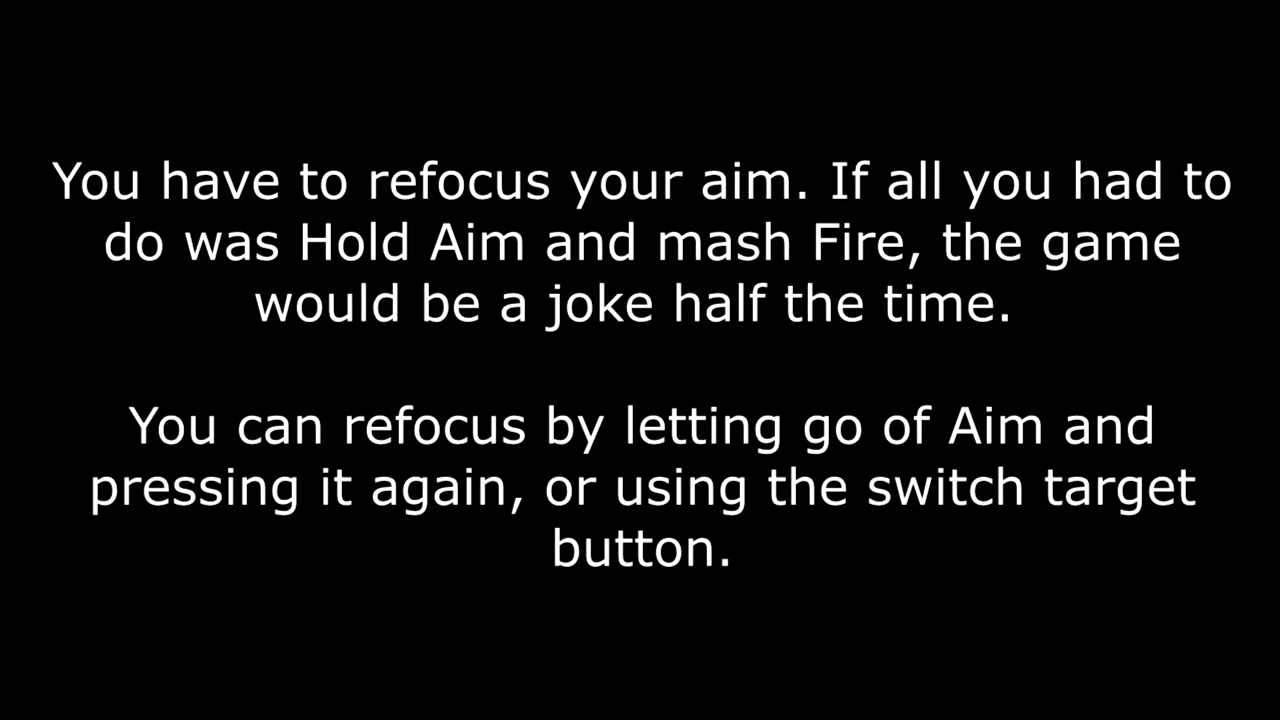 You have to refocus your aim. If all you had to
do was Hold Aim and mash Fire, the game
would be a joke half the time.
You can refocus by letting go of Aim and
pressing it again, or using the switch target
button.